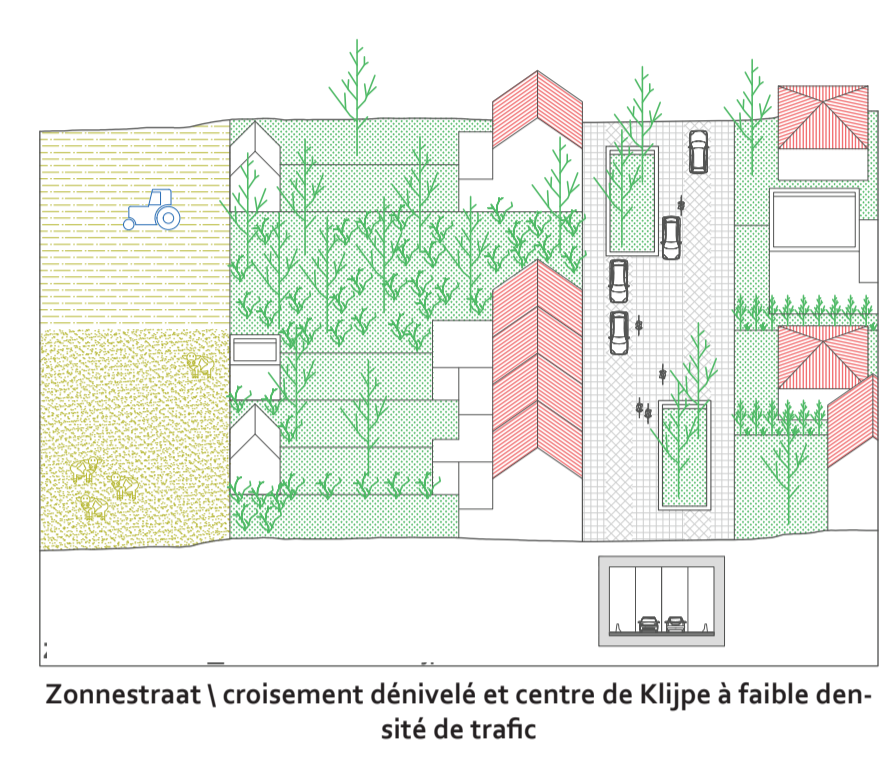 Zonnestraat \ croisement dénivelé et centre de Klijpe à faible den-
sité de trafic